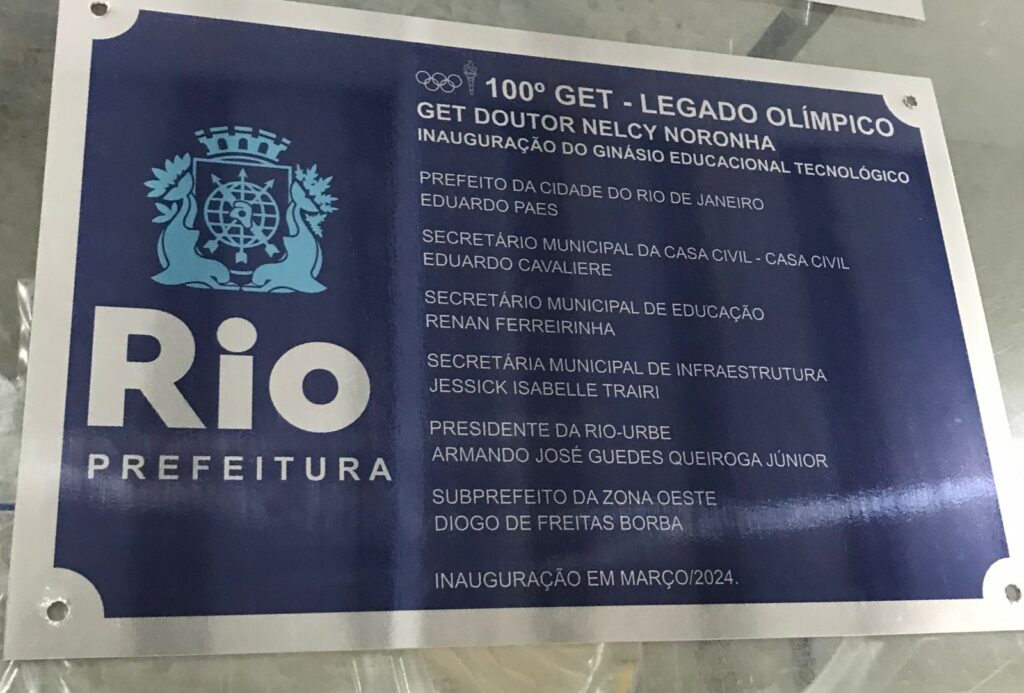 100º GET - LEGADO OLÍMPICO
GET DOUTOR NELCY NORONHA
INAUGURAÇÃO DO GINÁSIO EDUCACIONAL TECNOLÓGICO
PREFEITO DA CIDADE DO RIO DE JANEIRO
EDUARDO PAES
SECRETÁRIO MUNICIPAL DA CASA CIVIL - CASA CIVIL
EDUARDO CAVALIERE
SECRETÁRIO MUNICIPAL DE EDUCAÇÃO
RENAN FERREIRINHA
SECRETÁRIA MUNICIPAL DE INFRAESTRUTURA
JESSICK ISABELLE TRAIRI
PRESIDENTE DA RIO-URBE
ARMANDO JOSÉ GUEDES QUEIROGA JÚNIOR
SUBPREFEITO DA ZONA OESTE
DIOGO DE FREITAS BORBA
INAUGURAÇÃO EM MARÇO/2024.
Rio
PREFEITURA